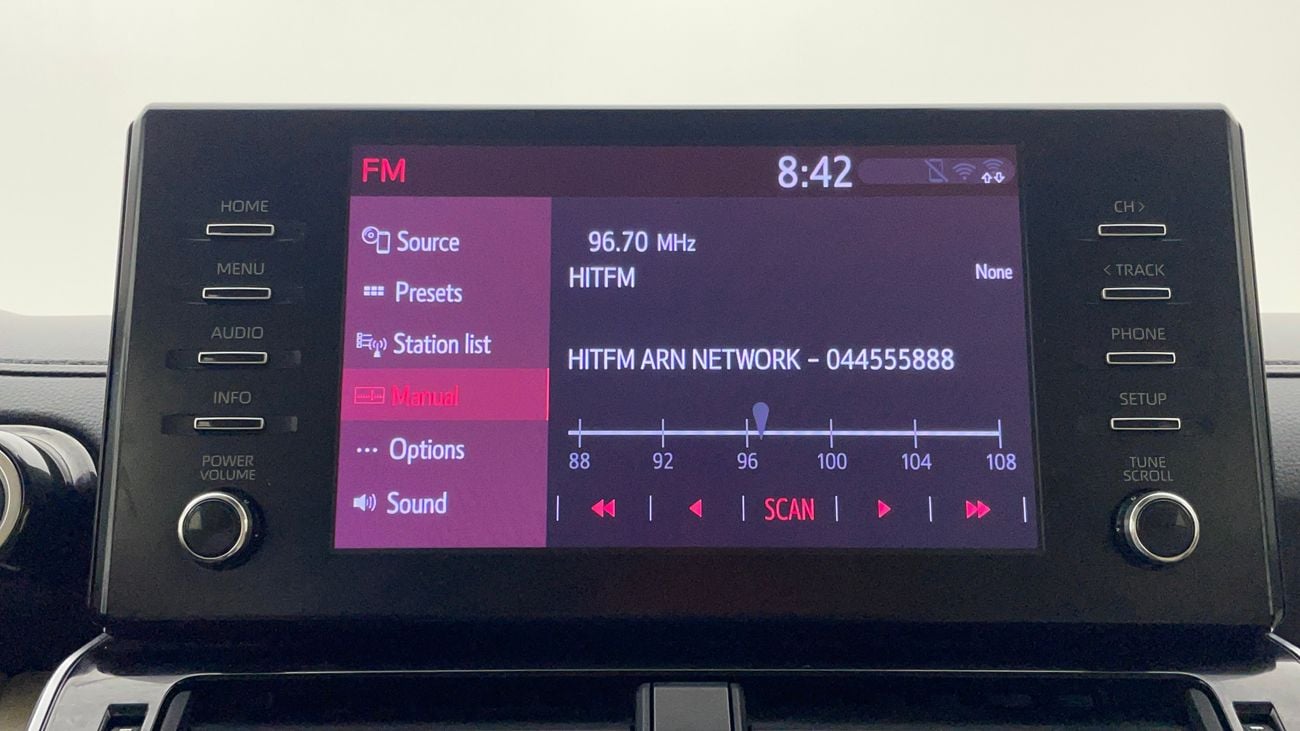 FM
8:42
HOME
MENU
AUDIO
INFO
POWER
VOLUME
Source
Presets
Station list
Manual
Options
Sound
96.70 MHz
HITFM
None
HITFM ARN NETWORK - 044555888
88 92 96 100 104 108
SCAN
CH >
< TRACK
PHONE
SETUP
TUNE
SCROLL